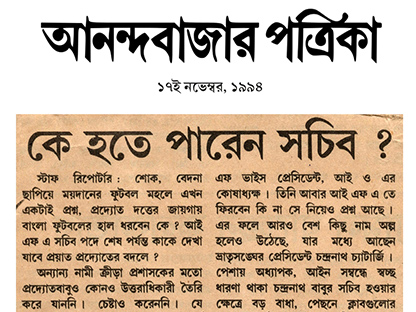 আনন্দবাজার পত্রিকা
১৭ই নভেম্বর, ১৯৯৪
কে হতে পারেন সচিব ?
স্টাফ রিপোর্টার : শোক, বেদনা
ছাপিয়ে ময়দানের ফুটবল মহলে এখন
একটাই প্রশ্ন, প্রদ্যোত দত্তের জায়গায়
বাংলা ফুটবলের হাল ধরবেন কে ? আই
এফ এ সচিব পদে শেষ পর্যন্ত কাকে দেখা
যাবে প্রয়াত প্রদ্যোতের বদলে ?
অন্যান্য নামী ক্রীড়া প্রশাসকের মতো
প্রদ্যোতবাবুও কোনও উত্তরাধিকারী তৈরি
করে যাননি । চেষ্টাও করেননি । যে
এফ ভাইস প্রেসিডেন্ট, আই ও এর
কোষাধ্যক্ষ । তিনি আবার আই এফ এ তে
ফিরবেন কি না সে নিয়েও প্রশ্ন আছে ।
এর ফলে আরও বেশ কিছু নাম অল্প
হলেও উঠেছে, যার মধ্যে আছেন
ভ্রাতৃসঙ্ঘের প্রেসিডেন্ট চন্দ্রনাথ চ্যাটার্জি ।
পেশায় অধ্যাপক, আইন সম্বন্ধে স্বচ্ছ
ধারণা থাকা চন্দ্রনাথ বাবুর সচিব হওয়ার
ক্ষেত্রে বড় বাধা, পেছনে ক্লাবগুলোর